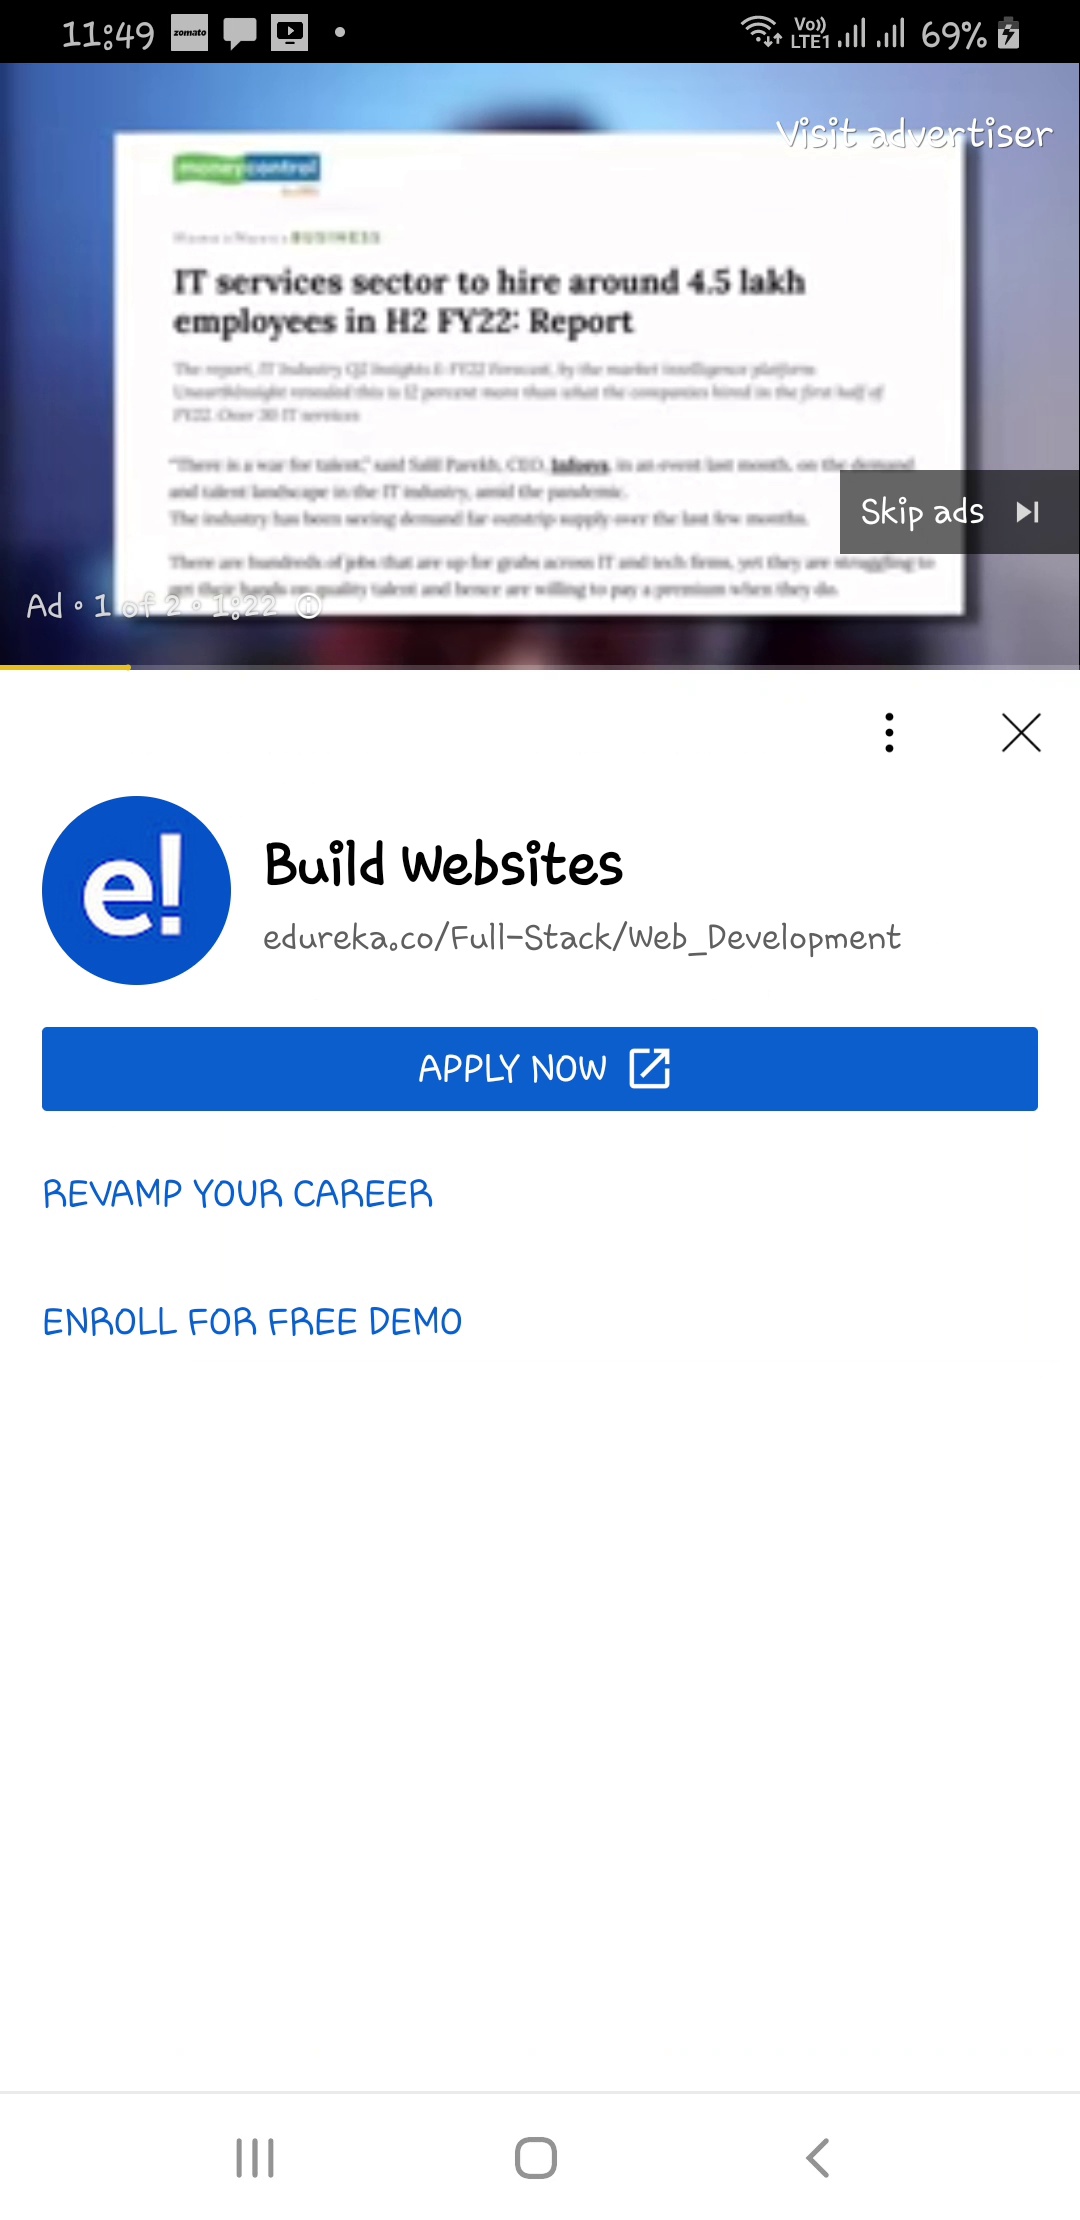 11:49 zomato Vo)) LTE1 69%
Visit advertiser
moneycontrol
Home > News > BUSINESS
IT services sector to hire around 4.5 lakh
employees in H2 FY22: Report
The report, IT Industry Q2 Insights & FY22 Forecast, by the market intelligence platform
UnearthInsight revealed this is 12 percent more than what the companies hired in the first half of
FY22. Over 30 IT services
"There is a war for talent," said Salil Parekh, CEO, Infosys, in an event last month, on the demand
and talent landscape in the IT industry, amid the pandemic.
The industry has been seeing demand far outstrip supply over the last few months.
Skip ads
There are hundreds of jobs that are up for grabs across IT and tech firms, yet they are struggling to
get their hands on quality talent and hence are willing to pay a premium when they do.
Ad • 1 of 2 • 1:22
Build Websites
edureka.co/Full-Stack/Web_Development
e!
APPLY NOW
REVAMP YOUR CAREER
ENROLL FOR FREE DEMO